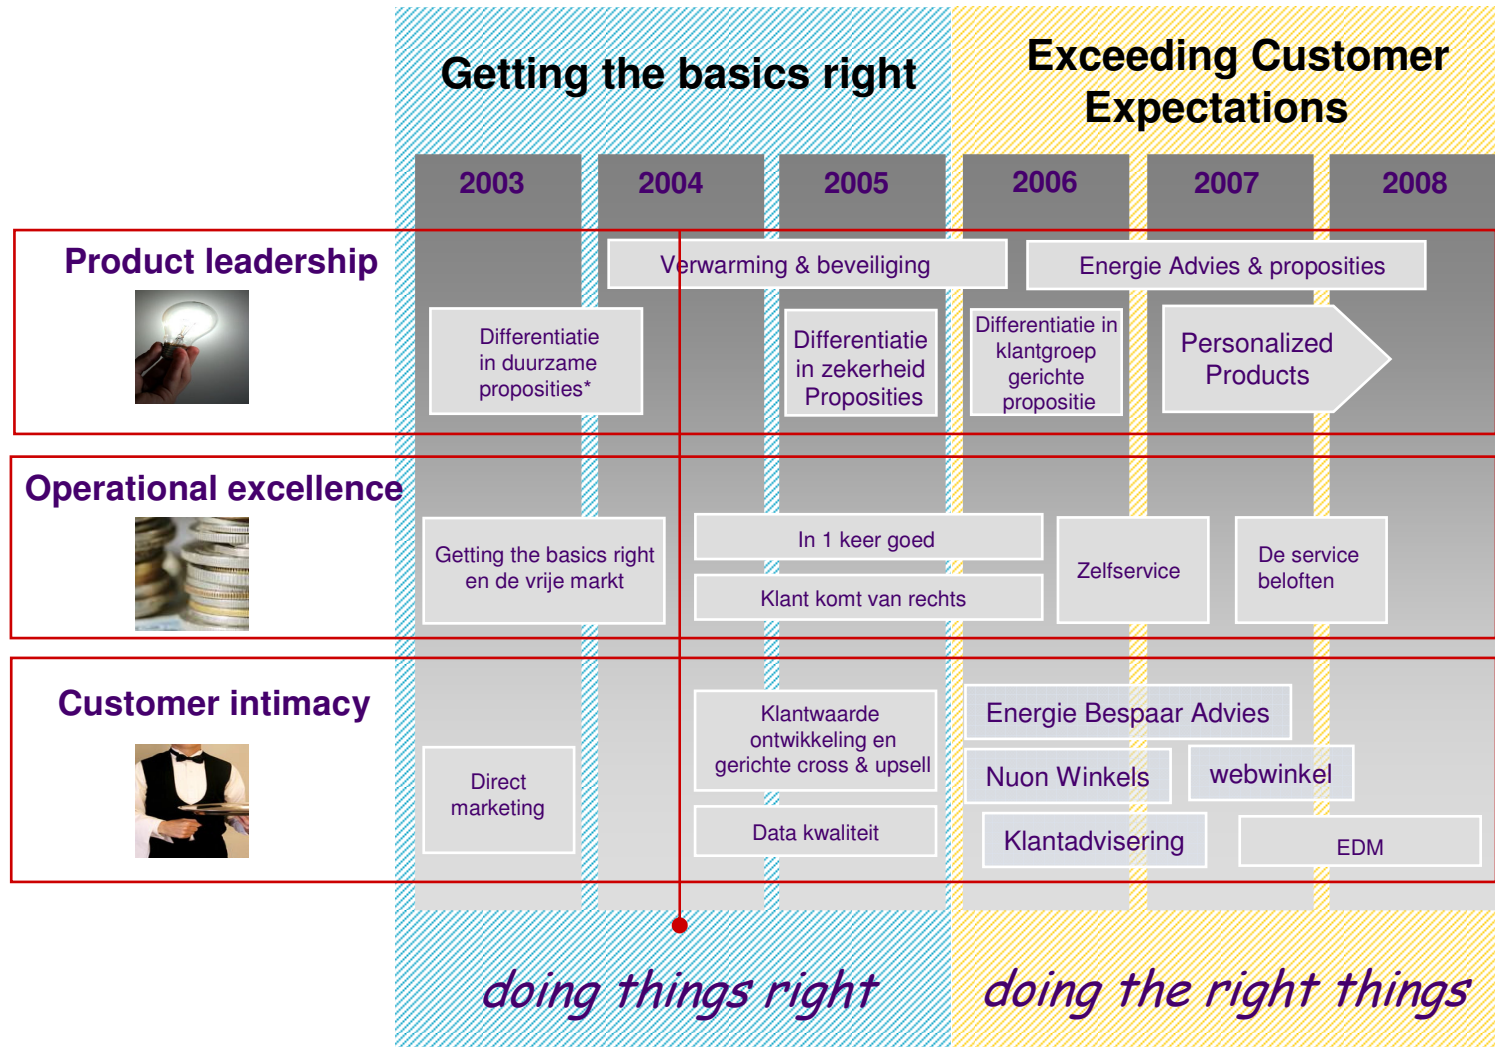 Getting the basics right
Exceeding Customer
Expectations
2003
2004
2005
2006
2007
2008
Product leadership
Verwarming & beveiliging
Energie Advies & proposities
Differentiatie
in duurzame
proposities*
Differentiatie
in zekerheid
Proposities
Differentiatie in
klantgroep
gerichte
propositie
Personalized
Products
Operational excellence
Getting the basics right
en de vrije markt
In 1 keer goed
Klant komt van rechts
Zelfservice
De service
beloften
Customer intimacy
Direct
marketing
Klantwaarde
ontwikkeling en
gerichte cross & upsell
Data kwaliteit
Energie Bespaar Advies
Nuon Winkels
webwinkel
Klantadvisering
EDM
doing things right
doing the right things